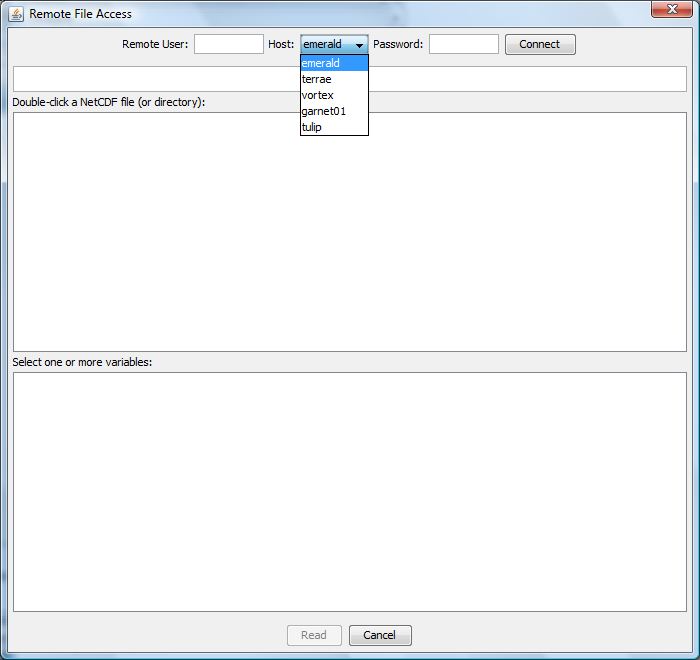 Remote File Access
Remote User: Host: emerald Password: Connect
emerald
terrae
vortex
garnet01
tulip
Double-click a NetCDF file (or directory):
Select one or more variables:
Read Cancel